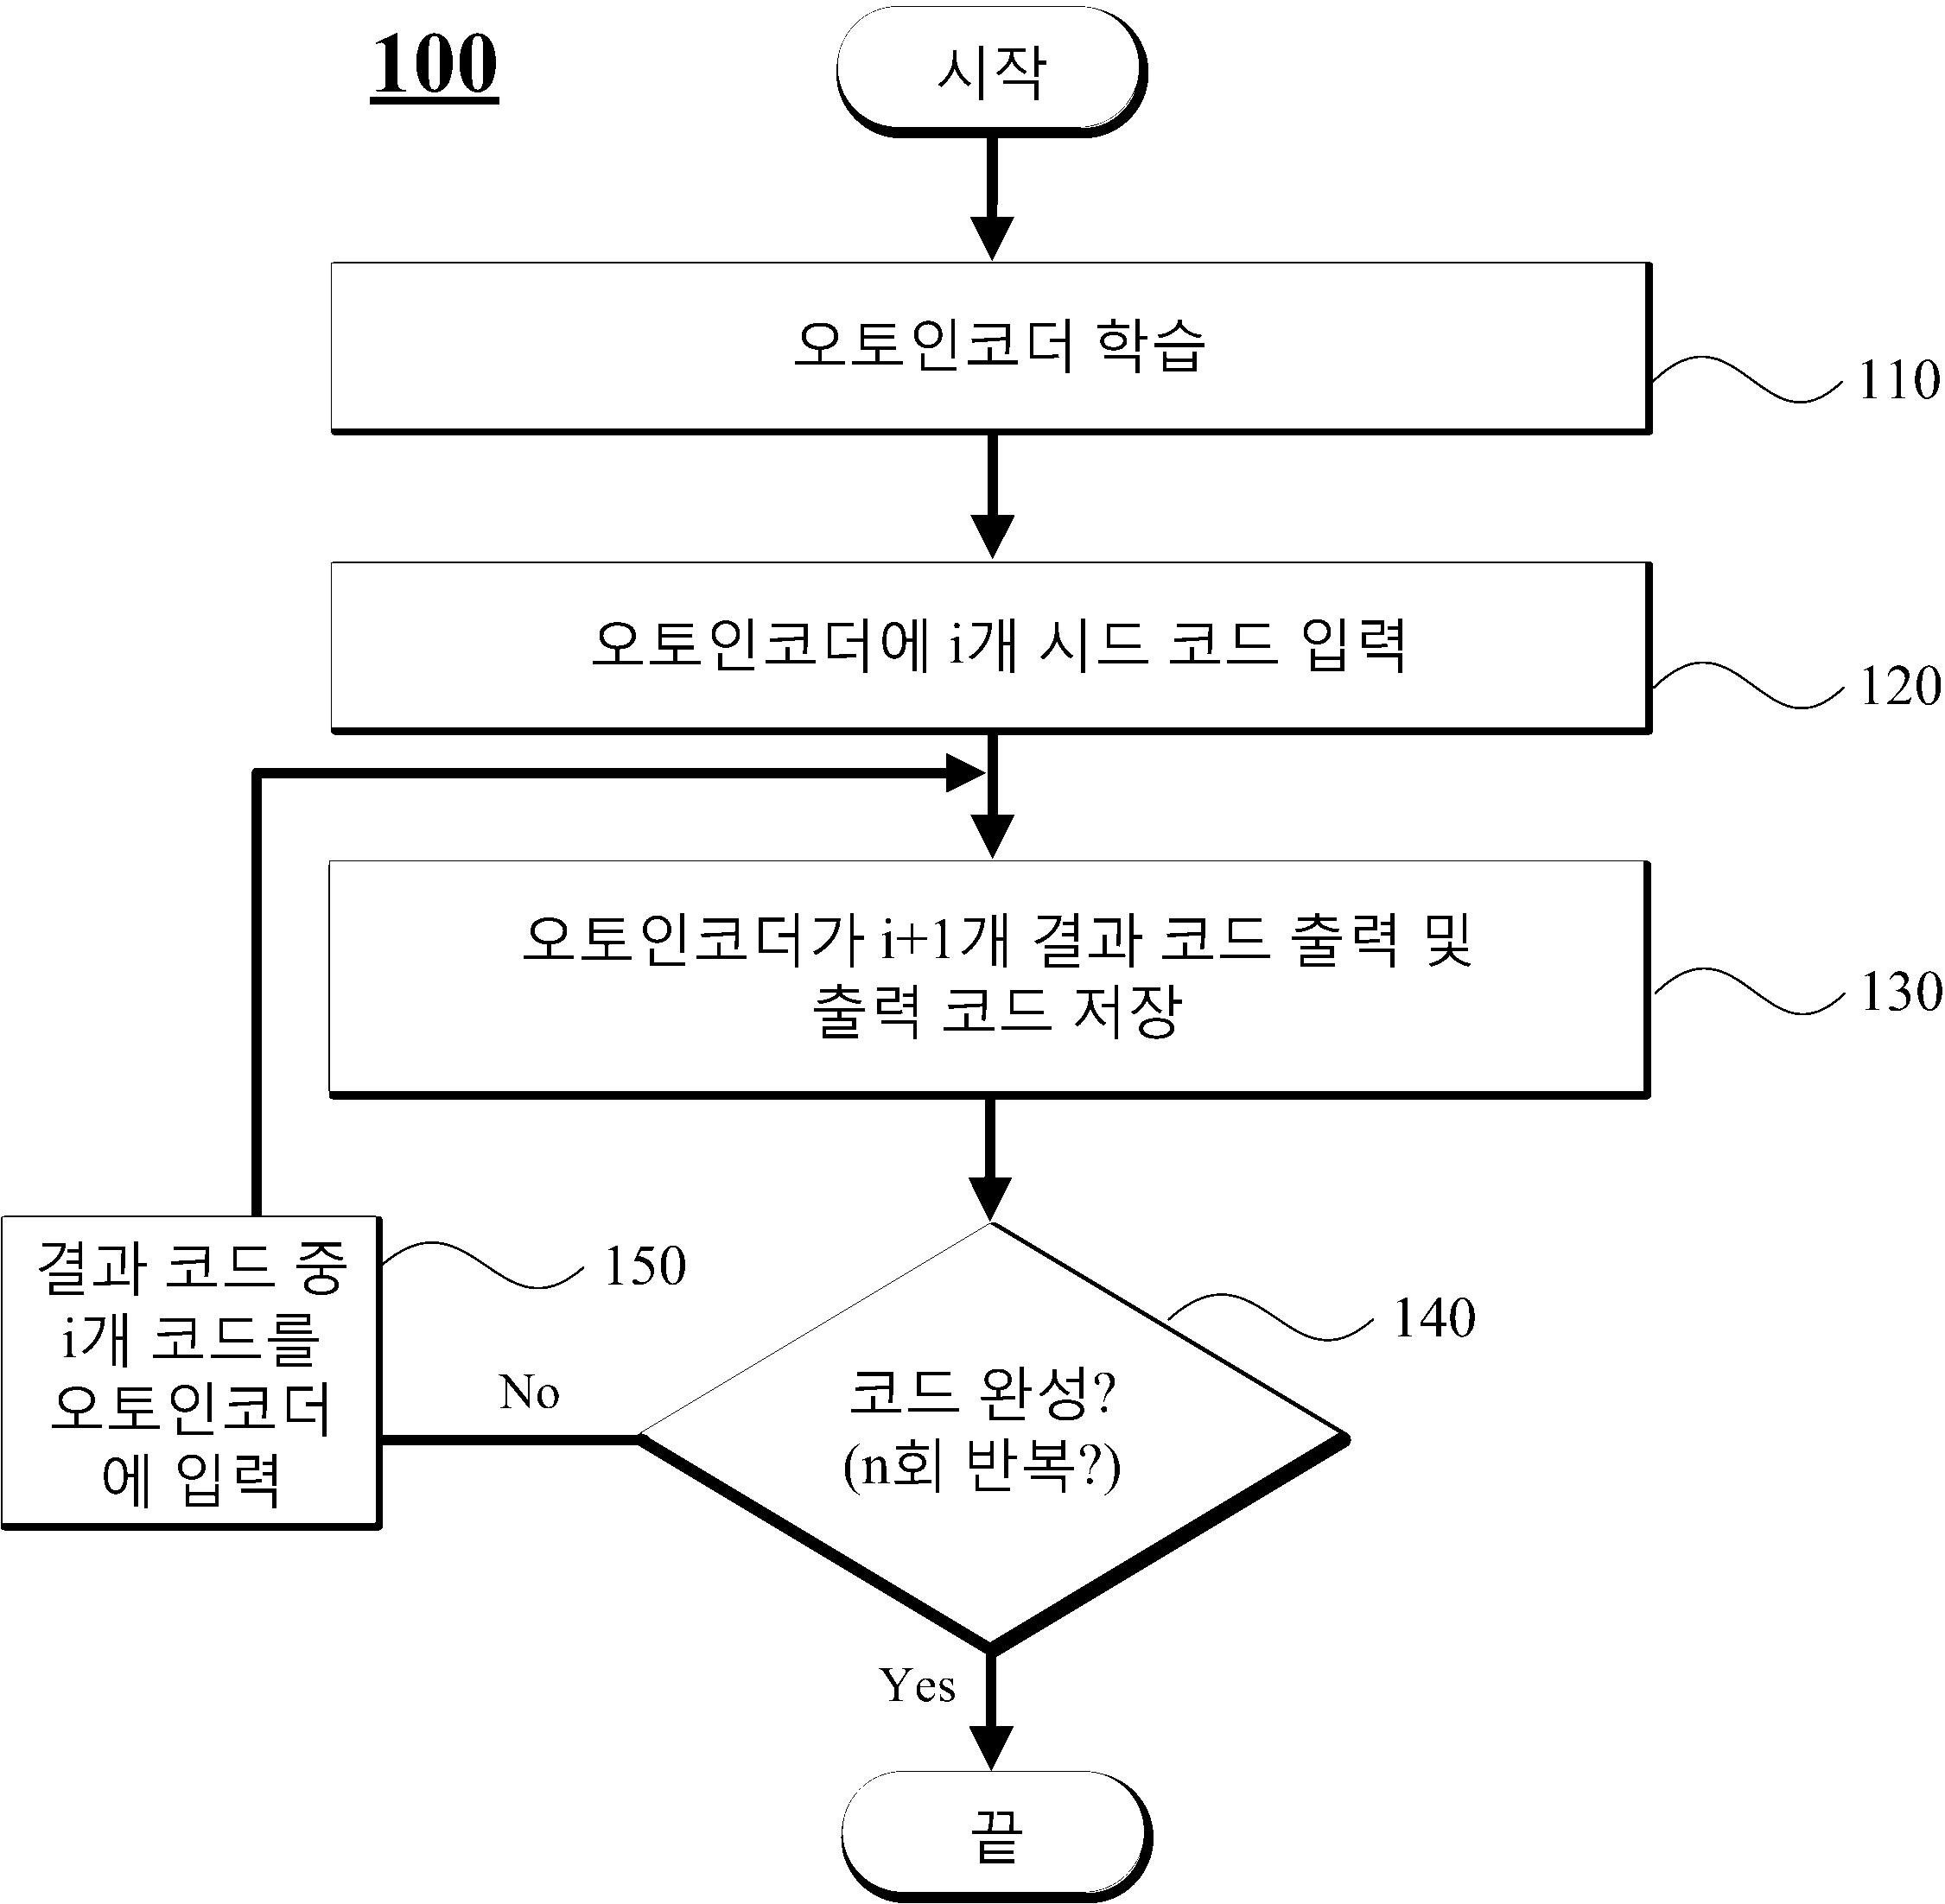 100
시작
오토인코더 학습
110
오토인코더에 i개 시드 코드 입력
120
오토인코더가 i+1개 결과 코드 출력 및
출력 코드 저장
130
결과 코드 중
i개 코드를
오토인코더
에 입력
150
No
코드 완성?
(n회 반복?)
140
Yes
끝